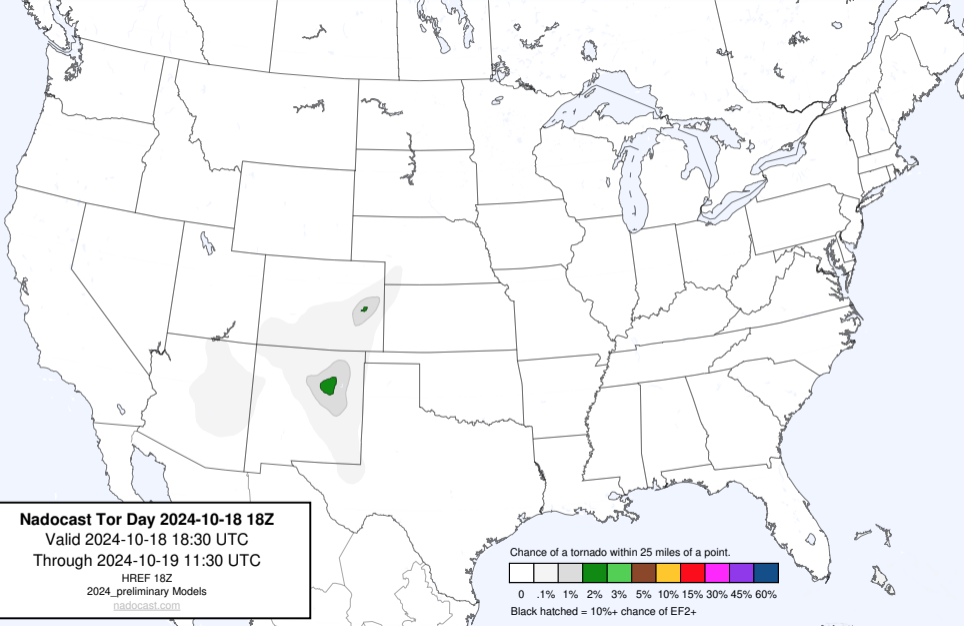 Nadocast Tor Day 2024-10-18 18Z
Valid 2024-10-18 18:30 UTC
Through 2024-10-19 11:30 UTC
HREF 18Z
2024_preliminary Models
nadocast.com
Chance of a tornado within 25 miles of a point.
0 .1% 1% 2% 3% 5% 10% 15% 30% 45% 60%
Black hatched = 10%+ chance of EF2+